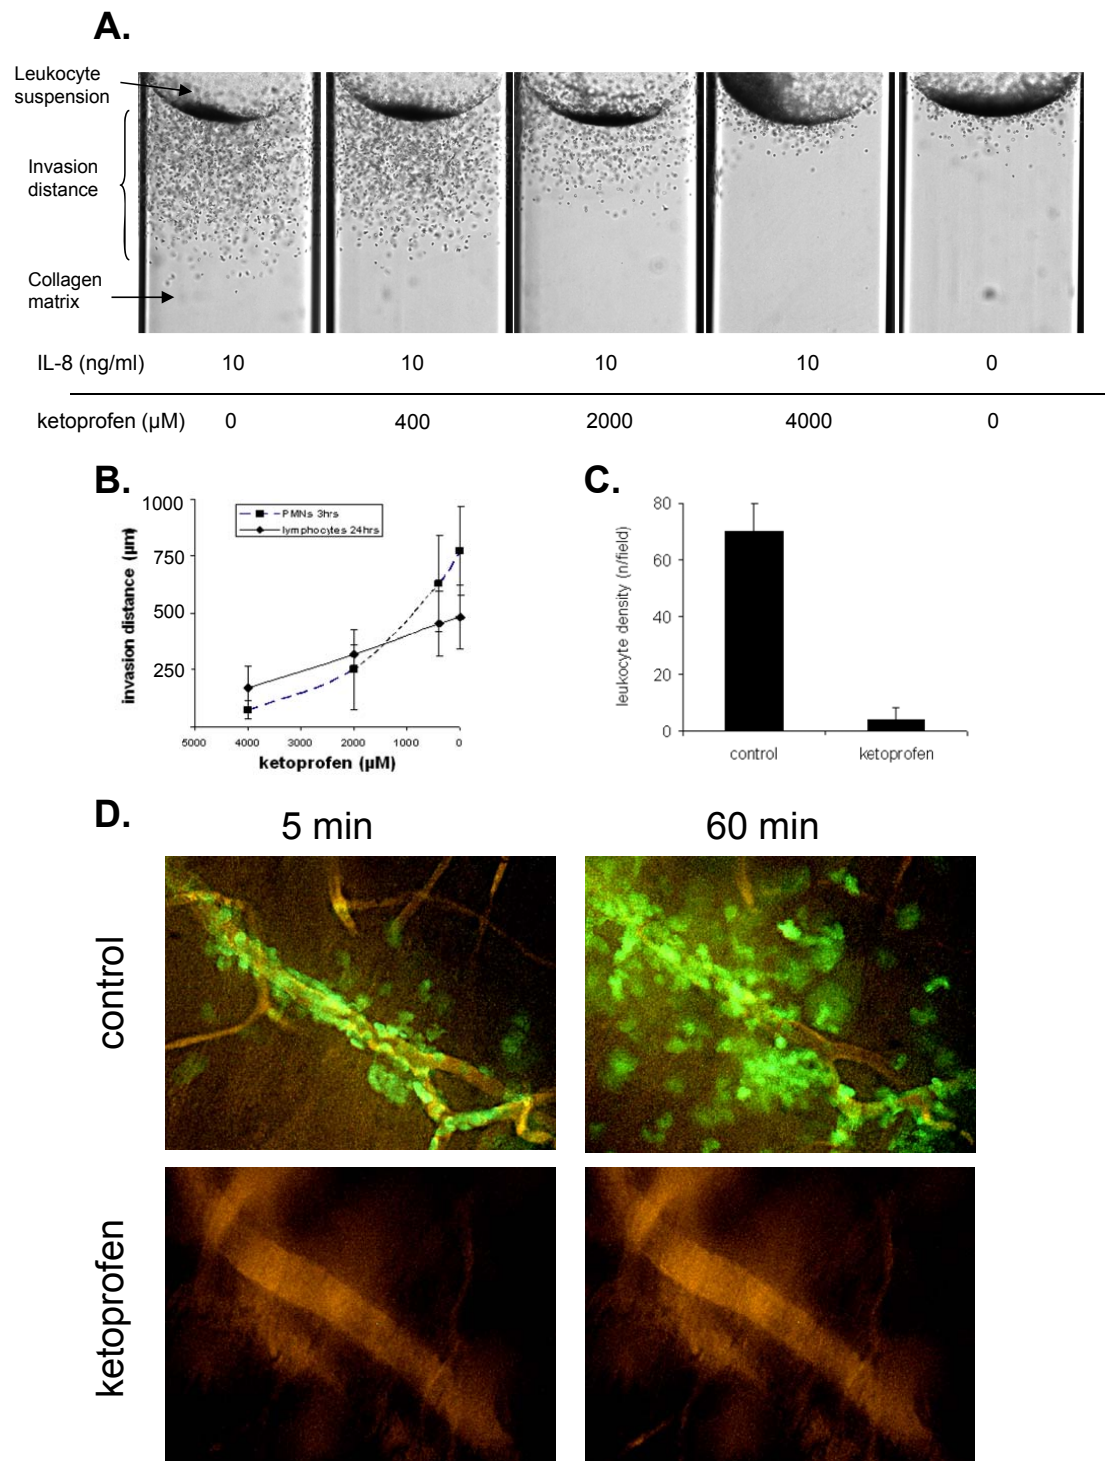 A.
Leukocyte
suspension
Invasion
distance
Collagen
matrix
IL-8 (ng/ml) 10 10 10 10 0
ketoprofen (µM) 0 400 2000 4000 0
B.
1000
750
500
250
invasion distance (µm)
PMNs 3hrs
lymphocytes 24hrs
5000 4000 3000 2000 1000 0
ketoprofen (µM)
C.
80
60
40
20
0
leukocyte density (n/field)
control ketoprofen
D.
5 min 60 min
control
ketoprofen